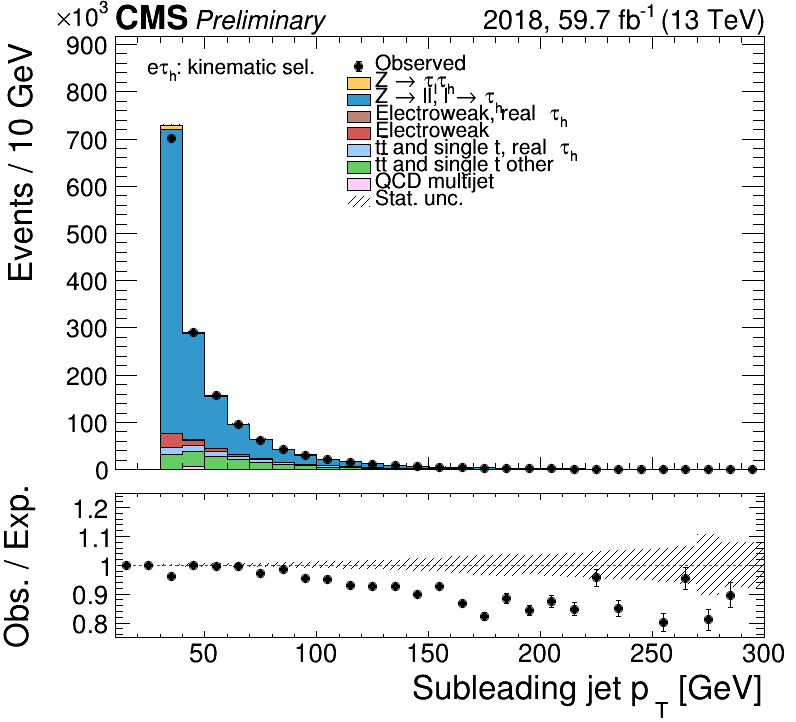 ×10³ CMS Preliminary 2018, 59.7 fb⁻¹ (13 TeV)
eτₕ: kinematic sel.
Observed
Z → τₗτₕ
Z → ll, l → τₕ
Electroweak, real τₕ
Electroweak
tt̄ and single t, real τₕ
tt̄ and single t other
QCD multijet
Stat. unc.
Events / 10 GeV
900
800
700
600
500
400
300
200
100
0
Obs. / Exp.
1.2
1.1
1
0.9
0.8
50 100 150 200 250 300
Subleading jet p_T [GeV]